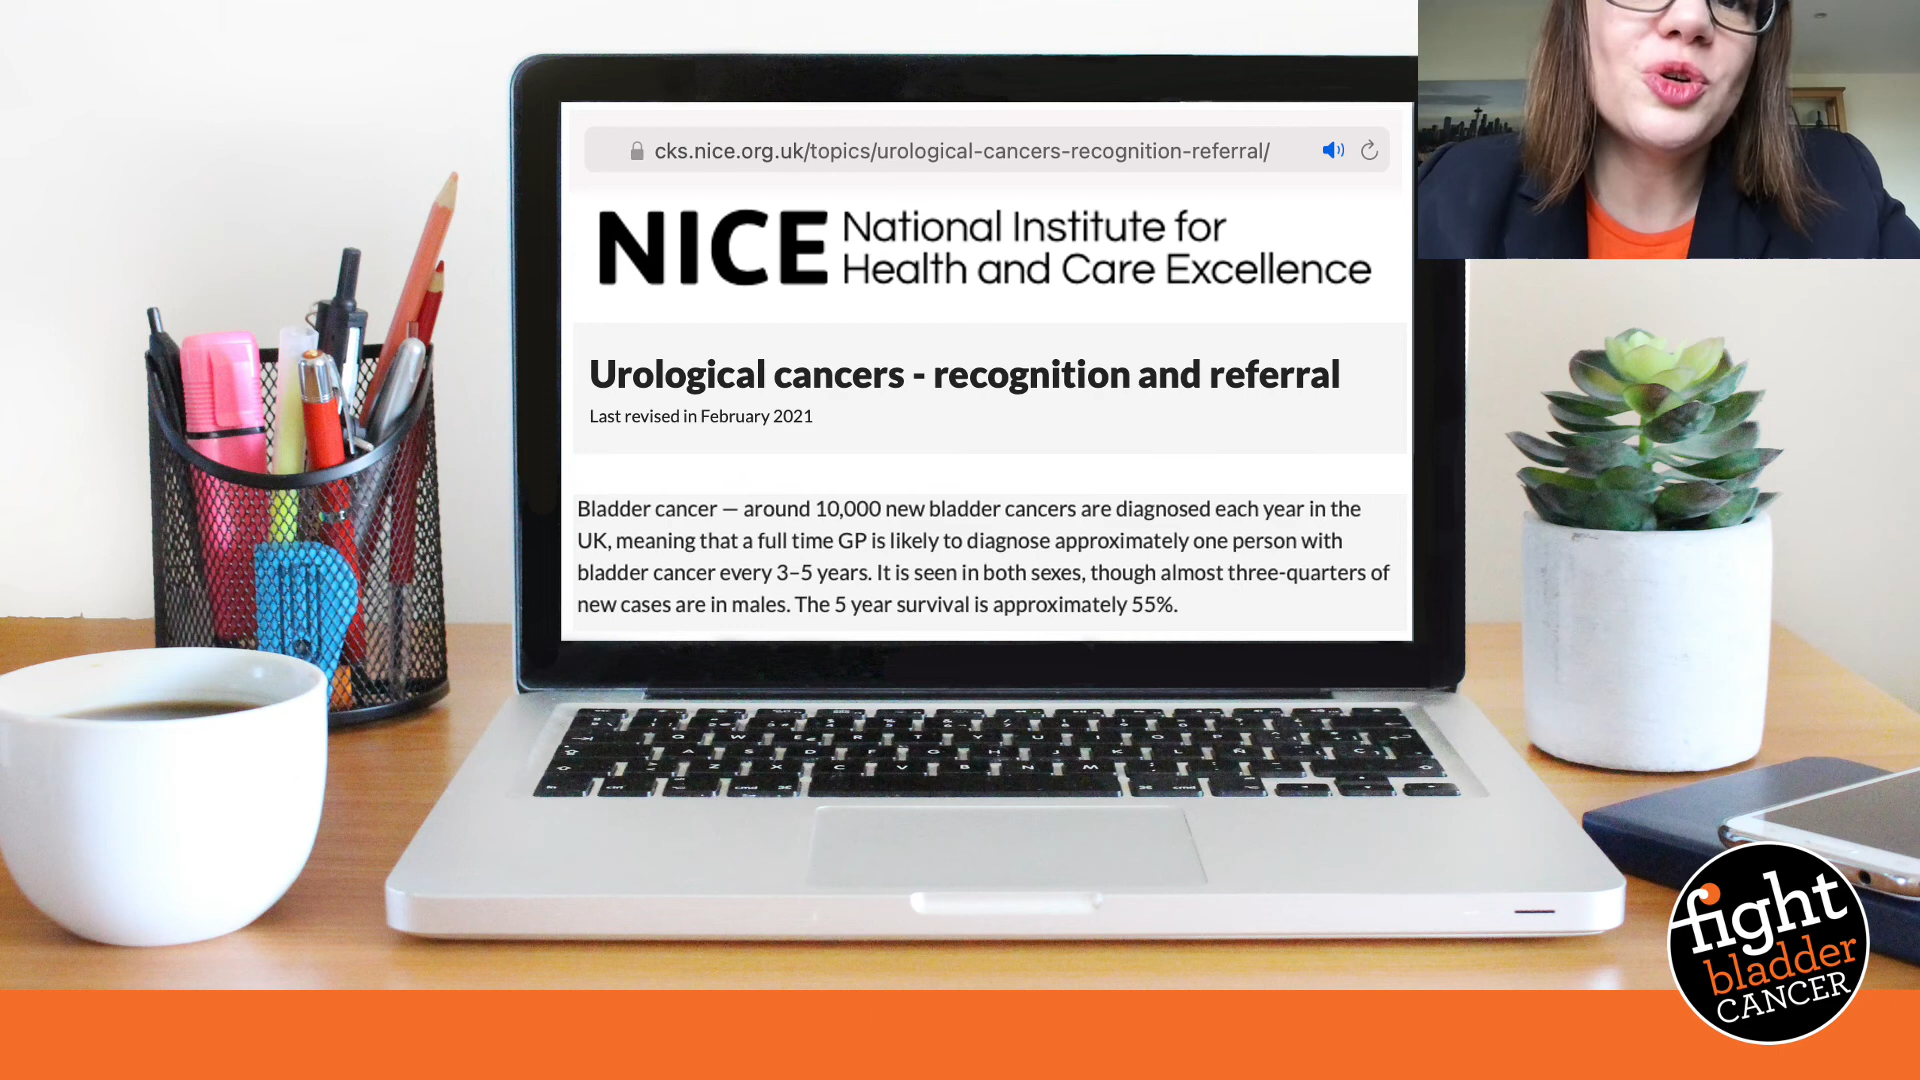 cks.nice.org.uk/topics/urological-cancers-recognition-referral/
NICE National Institute for
Health and Care Excellence
Urological cancers - recognition and referral
Last revised in February 2021
Bladder cancer — around 10,000 new bladder cancers are diagnosed each year in the
UK, meaning that a full time GP is likely to diagnose approximately one person with
bladder cancer every 3–5 years. It is seen in both sexes, though almost three-quarters of
new cases are in males. The 5 year survival is approximately 55%.
fight
bladder
CANCER